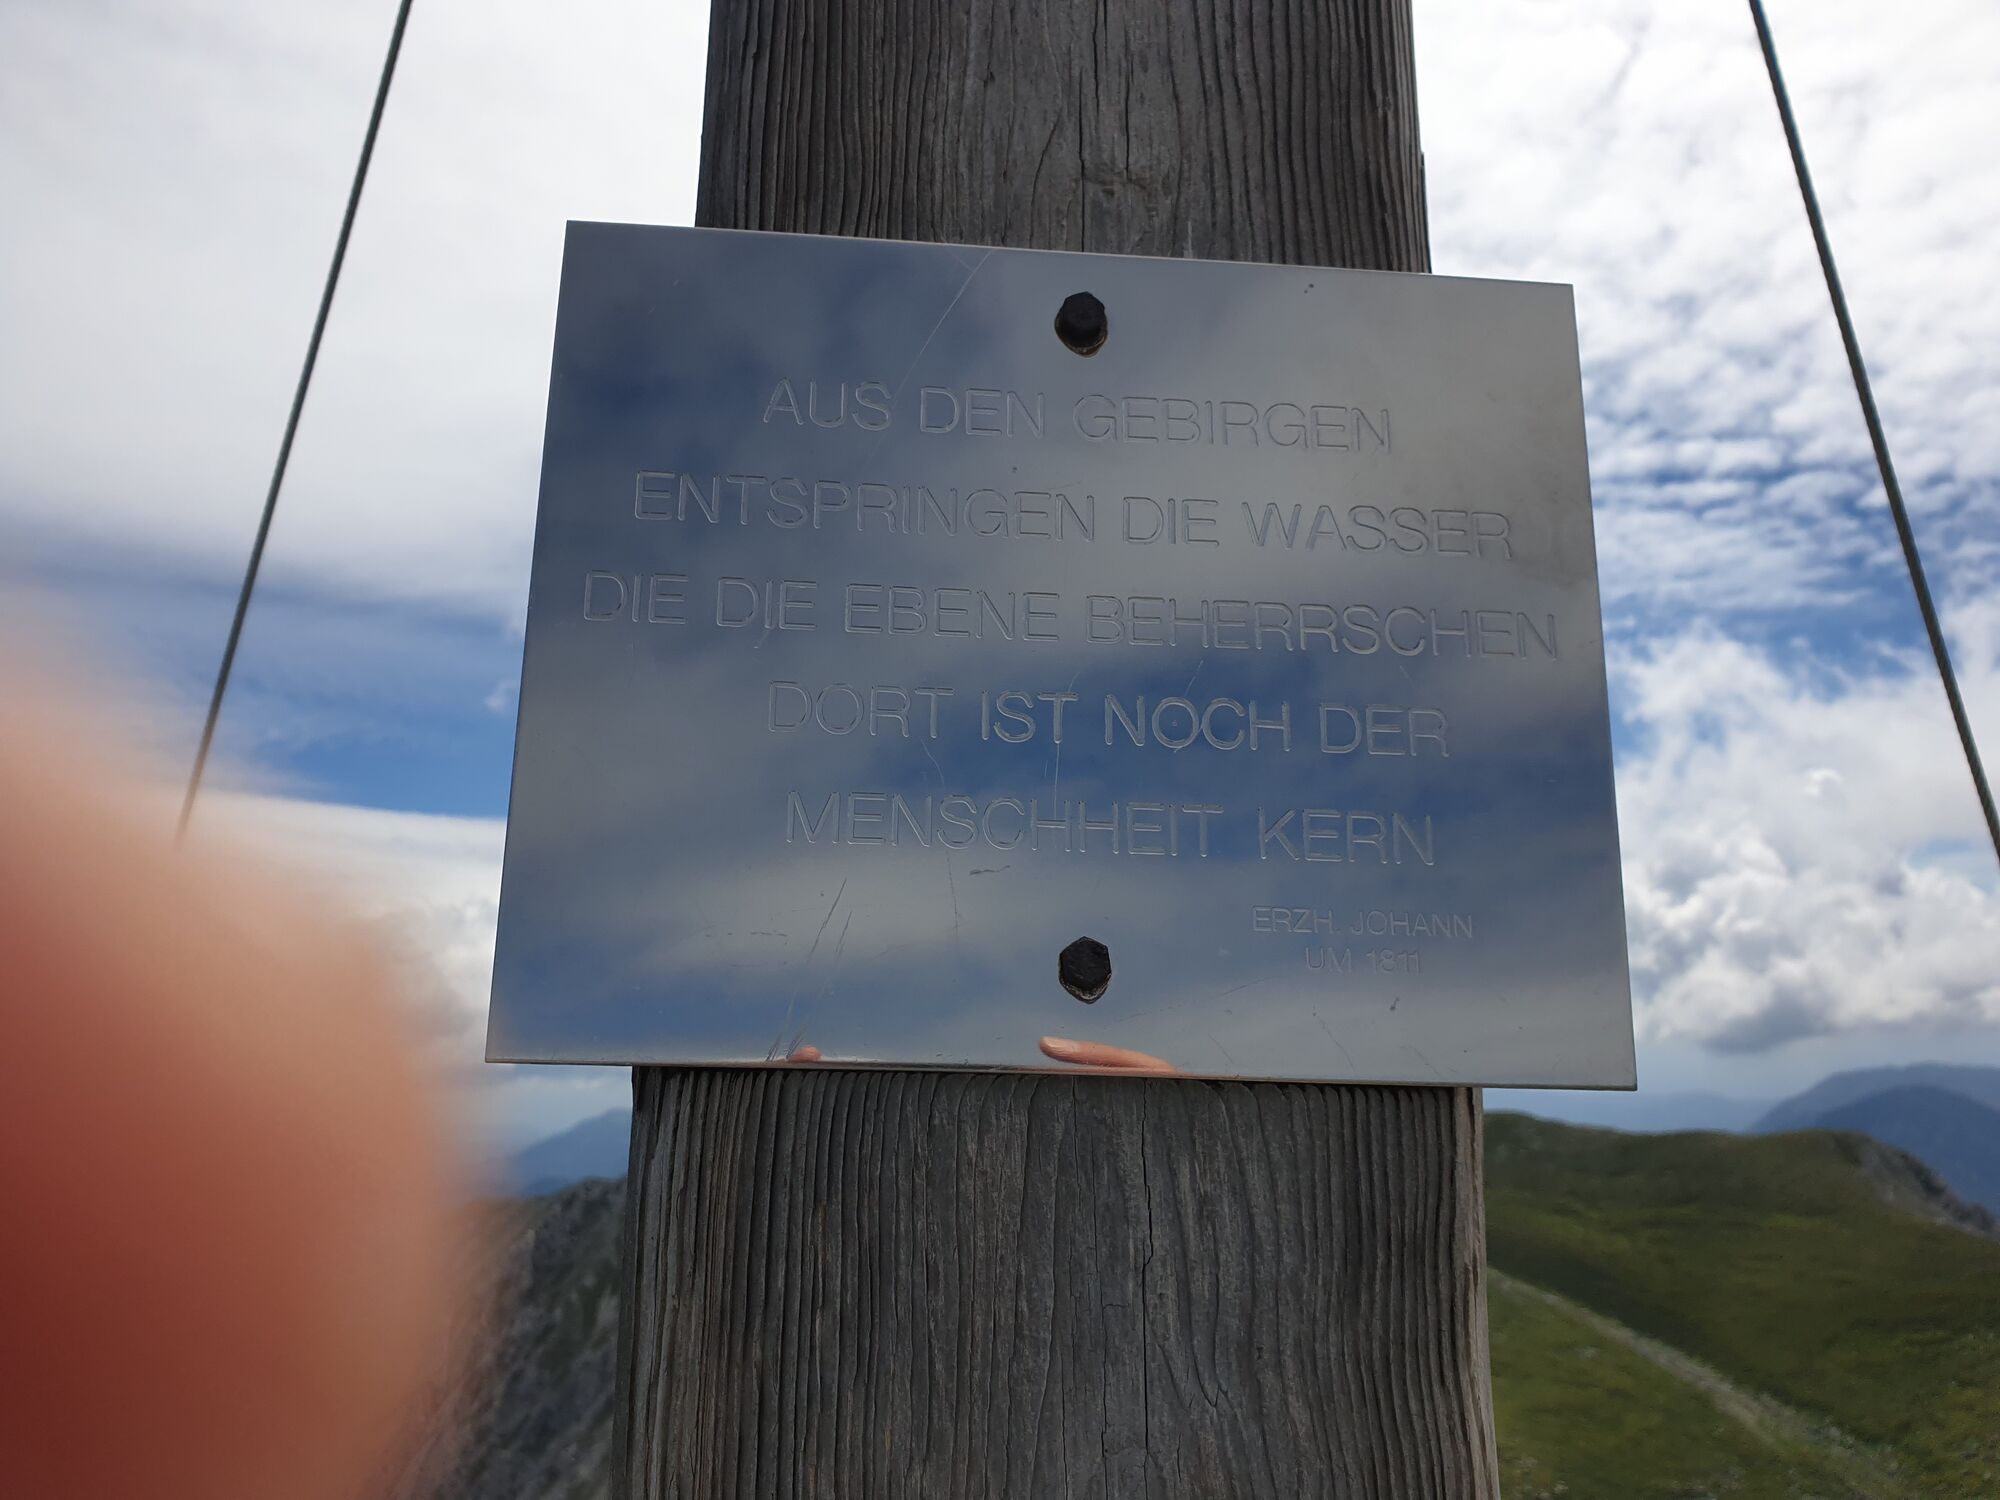 AUS DEN GEBIRGEN
ENTSPRINGEN DIE WASSER
DIE DIE EBENE BEHERRSCHEN
DORT IST NOCH DER
MENSCHHEIT KERN
ERZH. JOHANN
UM 1811